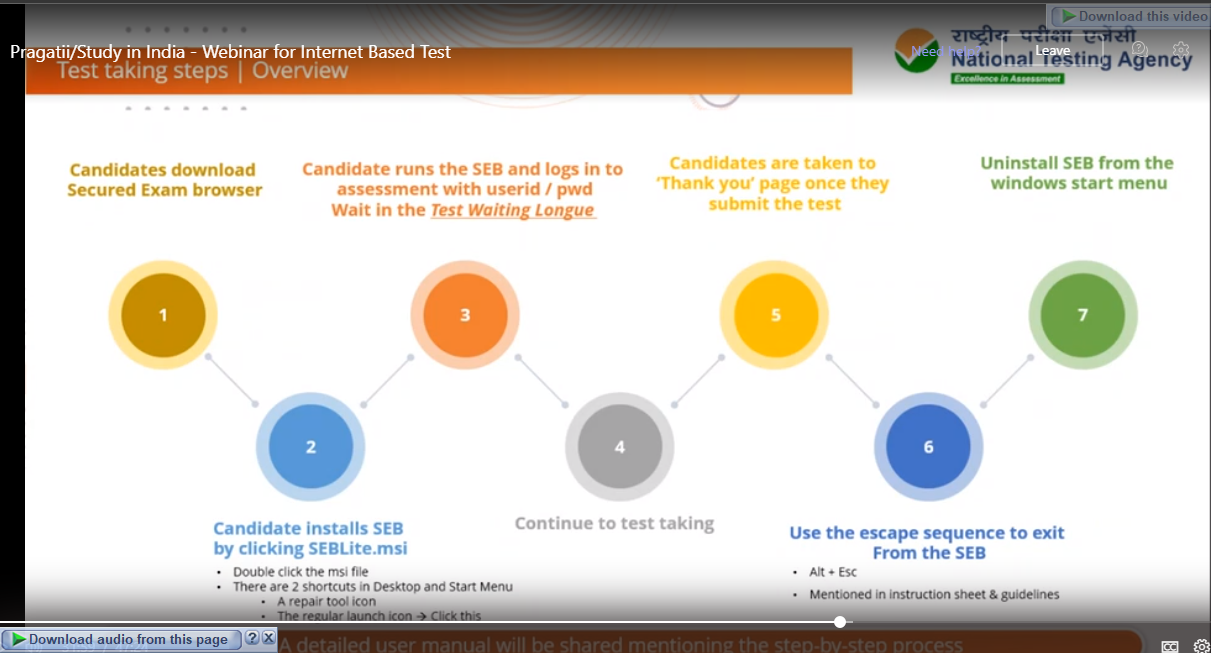 Download this video
Pragatii/Study in India - Webinar for Internet Based Test
राष्ट्रीय परीक्षा एजेंसी
Need help?
Leave
National Testing Agency
Excellence in Assessment
Test taking steps | Overview
Candidates download
Secured Exam browser
Candidate runs the SEB and logs in to
assessment with userid / pwd
Wait in the Test Waiting Longue
Candidates are taken to
‘Thank you’ page once they
submit the test
Uninstall SEB from the
windows start menu
1
3
5
7
2
4
6
Candidate installs SEB
by clicking SEBLite.msi
• Double click the msi file
• There are 2 shortcuts in Desktop and Start Menu
• A repair tool icon
• The regular launch icon → Click this
Continue to test taking
Use the escape sequence to exit
From the SEB
• Alt + Esc
• Mentioned in instruction sheet & guidelines
Download audio from this page
? X
A detailed user manual will be shared mentioning the step-by-step process
CC